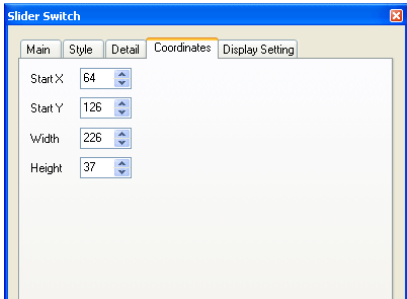 Slider Switch
Main Style Detail Coordinates Display Setting
Start X 64
Start Y 126
Width 226
Height 37